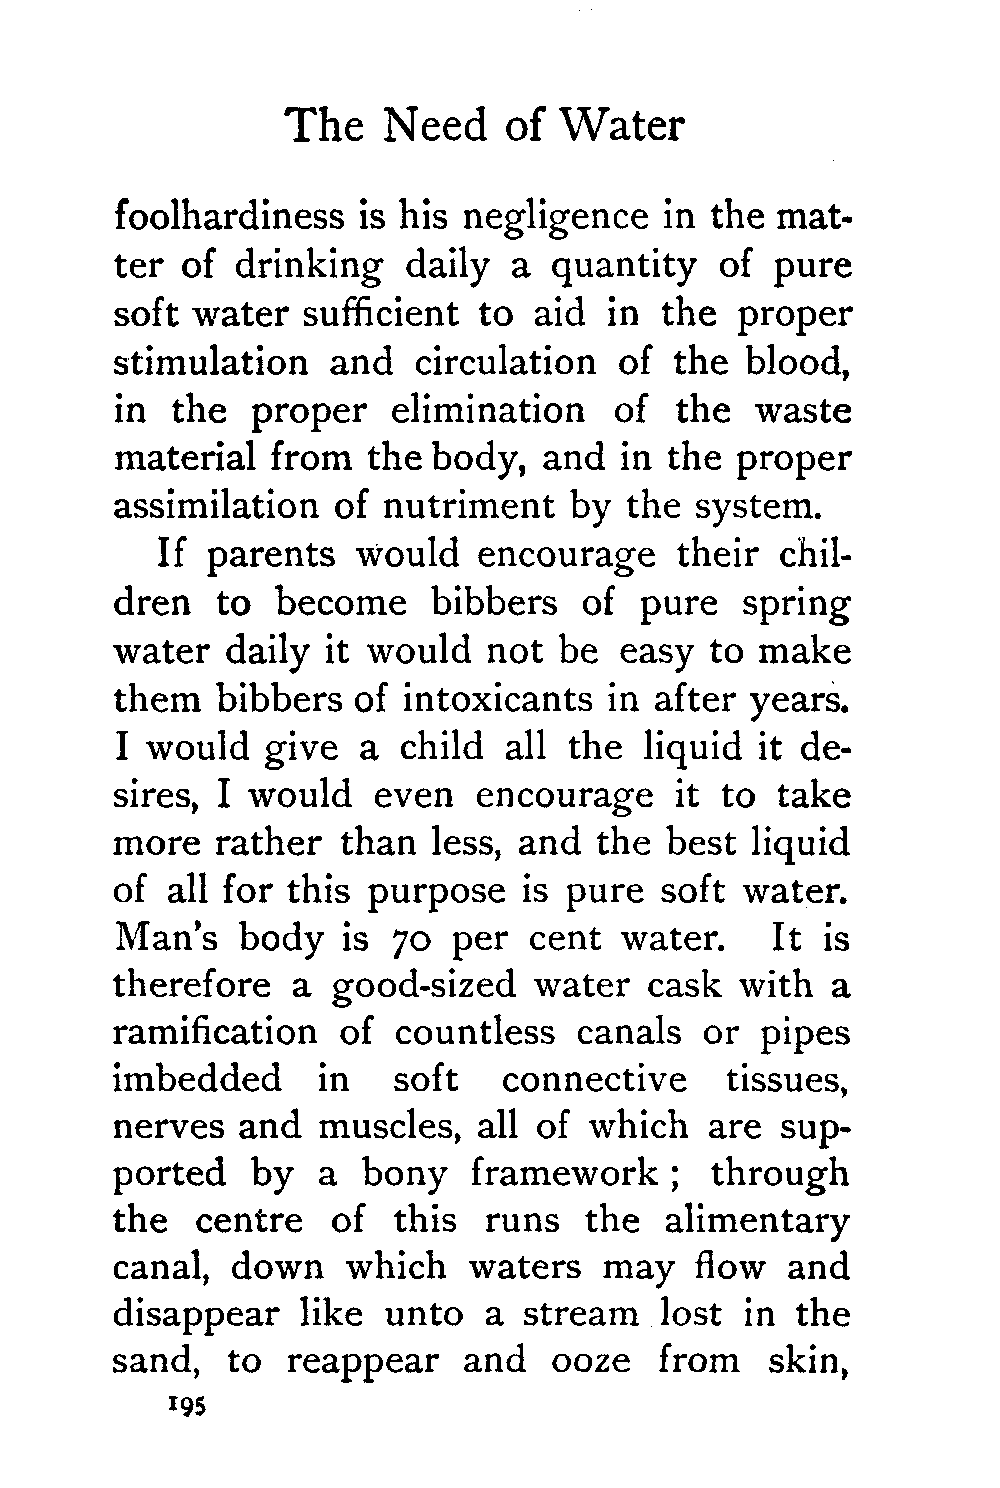 The Need of Water
foolhardiness is his negligence in the mat-
ter of drinking daily a quantity of pure
soft water sufficient to aid in the proper
stimulation and circulation of the blood,
in the proper elimination of the waste
material from the body, and in the proper
assimilation of nutriment by the system.
If parents would encourage their chil-
dren to become bibbers of pure spring
water daily it would not be easy to make
them bibbers of intoxicants in after years.
I would give a child all the liquid it de-
sires, I would even encourage it to take
more rather than less, and the best liquid
of all for this purpose is pure soft water.
Man's body is 70 per cent water. It is
therefore a good-sized water cask with a
ramification of countless canals or pipes
imbedded in soft connective tissues,
nerves and muscles, all of which are sup-
ported by a bony framework ; through
the centre of this runs the alimentary
canal, down which waters may flow and
disappear like unto a stream lost in the
sand, to reappear and ooze from skin,
195